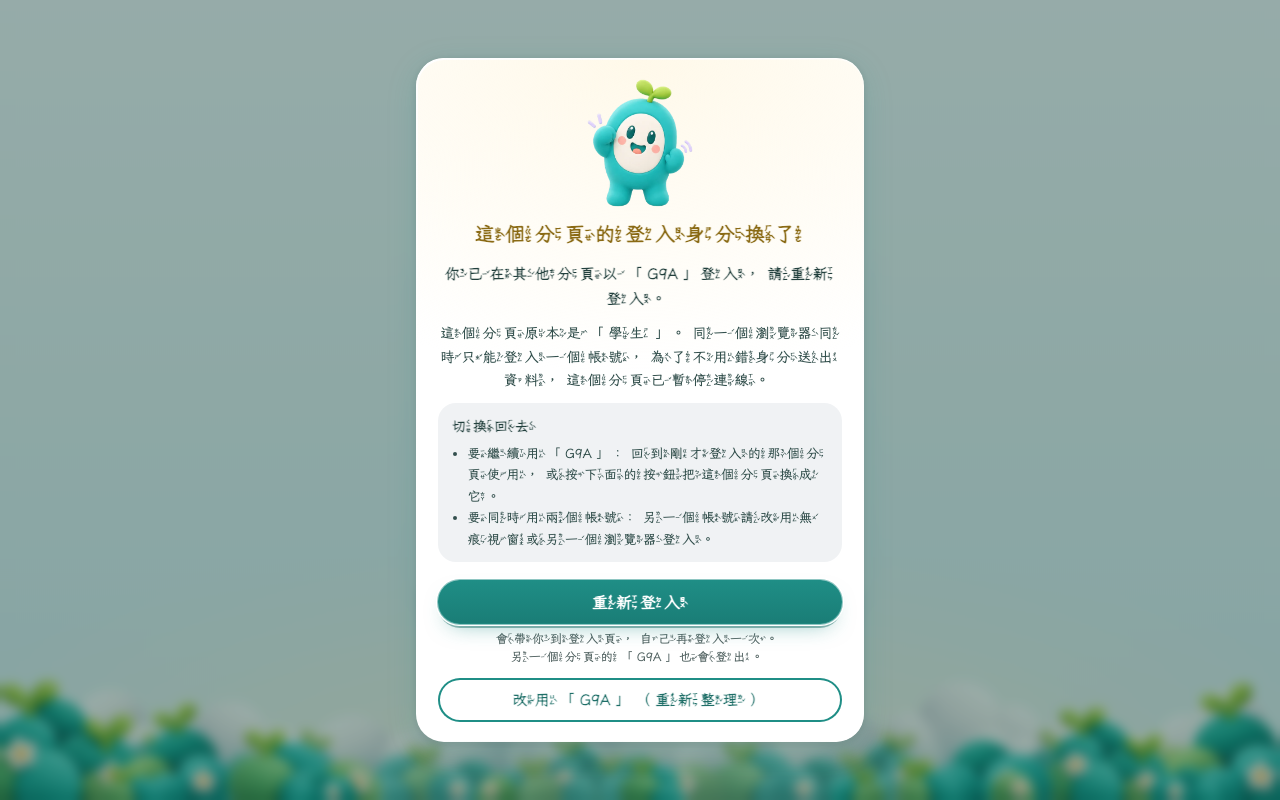 這個分頁的登入身分換了
你已在其他分頁以「G9A」登入，請重新
登入。
這個分頁原本是「學生」。同一個瀏覽器同
時只能登入一個帳號，為了不用錯身分送出
資料，這個分頁已暫停連線。
切換回去
• 要繼續用「G9A」：回到剛才登入的那個分
頁使用，或按下面的按鈕把這個分頁換成
它。
• 要同時用兩個帳號：另一個帳號請改用無
痕視窗或另一個瀏覽器登入。
重新登入
會帶你到登入頁，自己再登入一次。
另一個分頁的「G9A」也會登出。
改用「G9A」（重新整理）